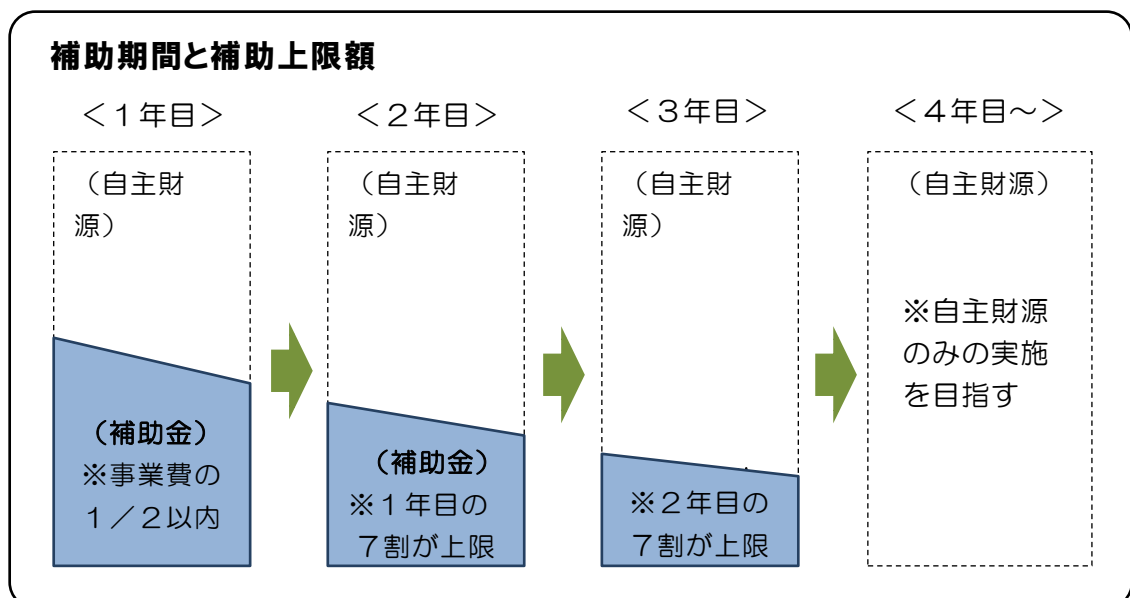 補助期間と補助上限額
＜１年目＞
＜２年目＞
＜３年目＞
＜４年目～＞
（自主財
源）
（補助金）
※事業費の
１／２以内
（自主財
源）
（補助金）
※１年目の
７割が上限
（自主財
源）
※２年目の
７割が上限
（自主財源）
※自主財源
のみの実施
を目指す